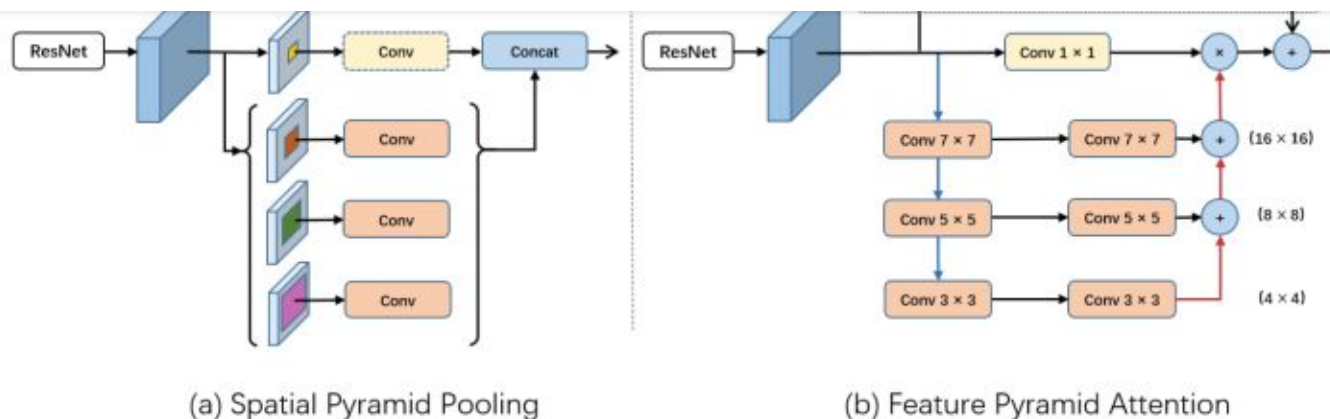 ResNet
Conv
Concat
Conv
Conv
Conv
(a) Spatial Pyramid Pooling
ResNet
Conv 1 × 1
×
+
Conv 7 × 7
Conv 7 × 7
+
(16 × 16)
Conv 5 × 5
Conv 5 × 5
+
(8 × 8)
Conv 3 × 3
Conv 3 × 3
(4 × 4)
(b) Feature Pyramid Attention